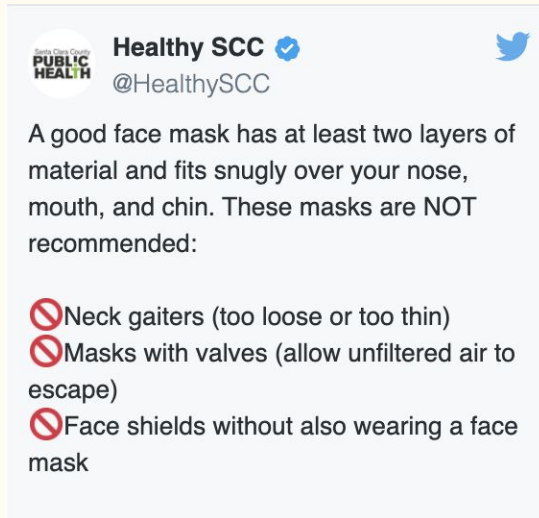 Santa Clara County
PUBLIC
HEALTH
Healthy SCC
@HealthySCC
A good face mask has at least two layers of
material and fits snugly over your nose,
mouth, and chin. These masks are NOT
recommended:
🚫Neck gaiters (too loose or too thin)
🚫Masks with valves (allow unfiltered air to
escape)
🚫Face shields without also wearing a face
mask